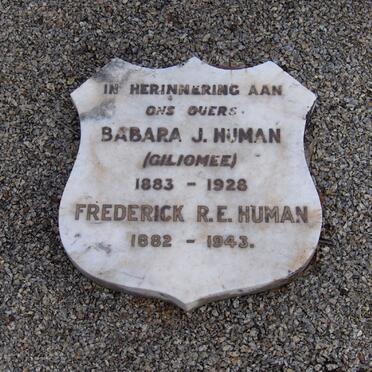 IN HERINNERING AAN
ONS OUERS
BABARA J. HUMAN
(GILIOMEE)
1883 - 1928
FREDERICK R.E. HUMAN
1882 - 1943.